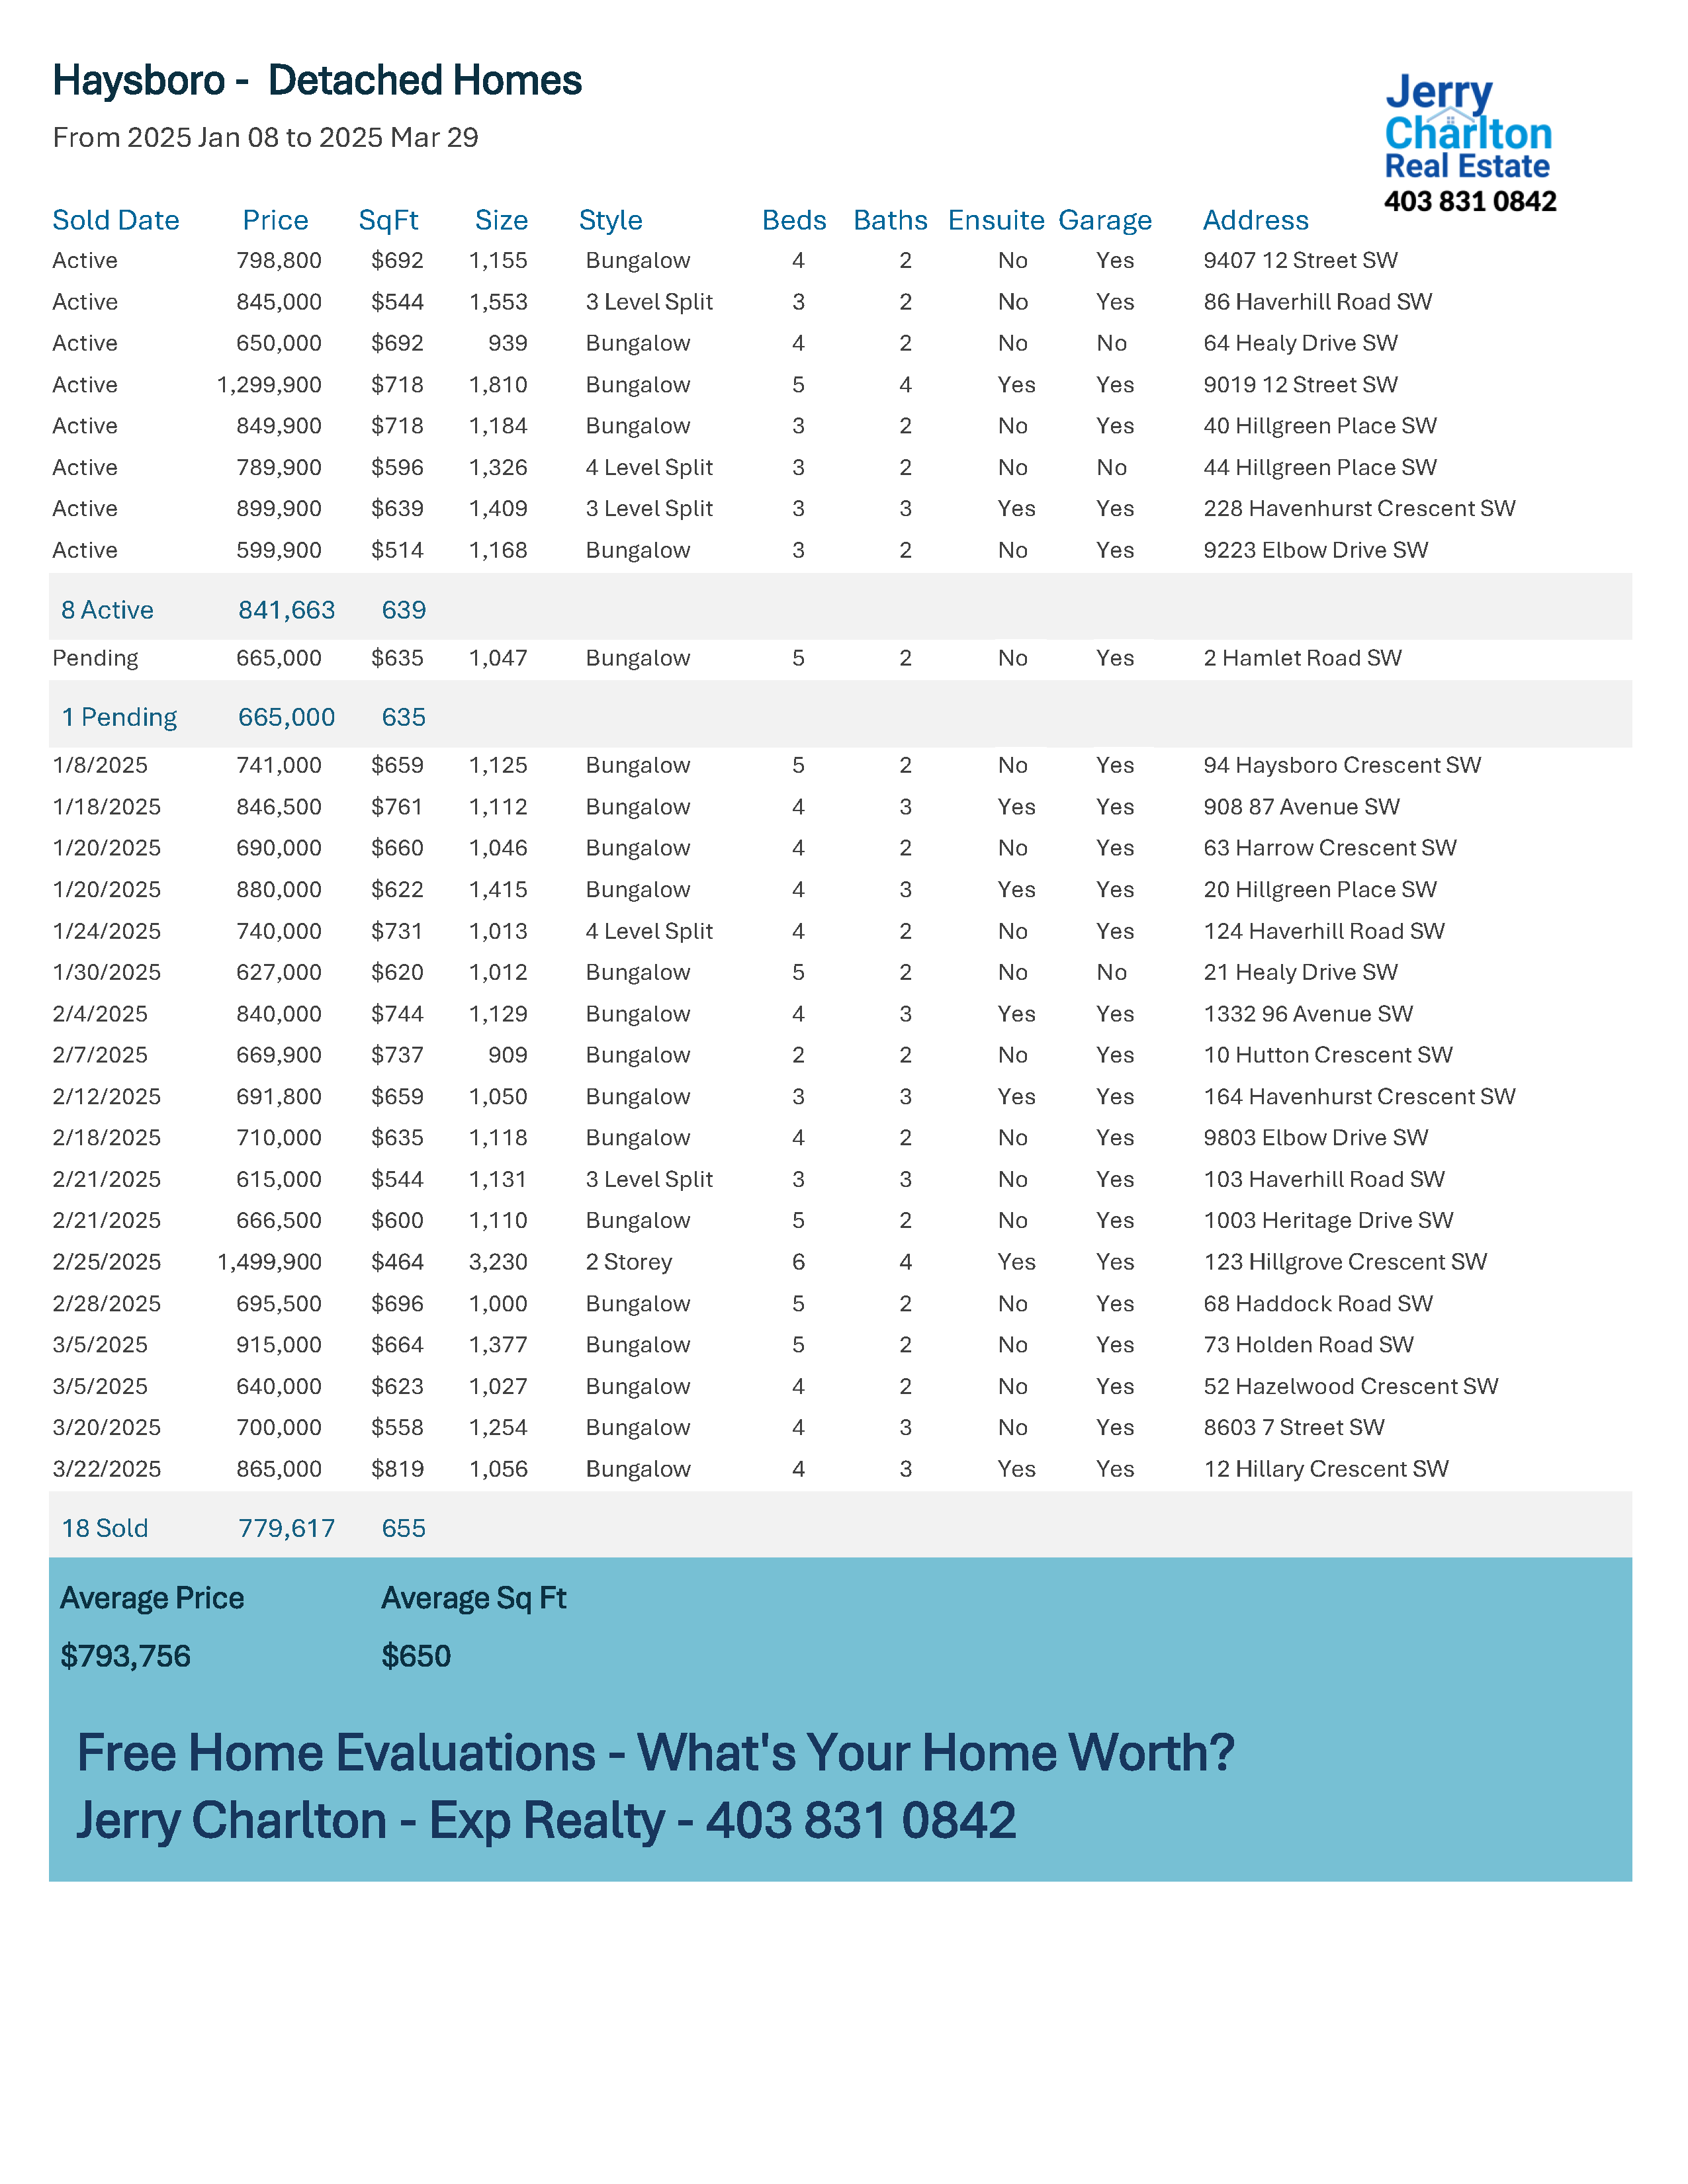 Haysboro - Detached Homes
From 2025 Jan 08 to 2025 Mar 29
Jerry
Charlton
Real Estate
403 831 0842
Sold Date Price SqFt Size Style Beds Baths Ensuite Garage Address
Active 798,800 $692 1,155 Bungalow 4 2 No Yes 9407 12 Street SW
Active 845,000 $544 1,553 3 Level Split 3 2 No Yes 86 Haverhill Road SW
Active 650,000 $692 939 Bungalow 4 2 No No 64 Healy Drive SW
Active 1,299,900 $718 1,810 Bungalow 5 4 Yes Yes 9019 12 Street SW
Active 849,900 $718 1,184 Bungalow 3 2 No Yes 40 Hillgreen Place SW
Active 789,900 $596 1,326 4 Level Split 3 2 No No 44 Hillgreen Place SW
Active 899,900 $639 1,409 3 Level Split 3 3 Yes Yes 228 Havenhurst Crescent SW
Active 599,900 $514 1,168 Bungalow 3 2 No Yes 9223 Elbow Drive SW
8 Active 841,663 639
Pending 665,000 $635 1,047 Bungalow 5 2 No Yes 2 Hamlet Road SW
1 Pending 665,000 635
1/8/2025 741,000 $659 1,125 Bungalow 5 2 No Yes 94 Haysboro Crescent SW
1/18/2025 846,500 $761 1,112 Bungalow 4 3 Yes Yes 908 87 Avenue SW
1/20/2025 690,000 $660 1,046 Bungalow 4 2 No Yes 63 Harrow Crescent SW
1/20/2025 880,000 $622 1,415 Bungalow 4 3 Yes Yes 20 Hillgreen Place SW
1/24/2025 740,000 $731 1,013 4 Level Split 4 2 No Yes 124 Haverhill Road SW
1/30/2025 627,000 $620 1,012 Bungalow 5 2 No No 21 Healy Drive SW
2/4/2025 840,000 $744 1,129 Bungalow 4 3 Yes Yes 1332 96 Avenue SW
2/7/2025 669,900 $737 909 Bungalow 2 2 No Yes 10 Hutton Crescent SW
2/12/2025 691,800 $659 1,050 Bungalow 3 3 Yes Yes 164 Havenhurst Crescent SW
2/18/2025 710,000 $635 1,118 Bungalow 4 2 No Yes 9803 Elbow Drive SW
2/21/2025 615,000 $544 1,131 3 Level Split 3 3 No Yes 103 Haverhill Road SW
2/21/2025 666,500 $600 1,110 Bungalow 5 2 No Yes 1003 Heritage Drive SW
2/25/2025 1,499,900 $464 3,230 2 Storey 6 4 Yes Yes 123 Hillgrove Crescent SW
2/28/2025 695,500 $696 1,000 Bungalow 5 2 No Yes 68 Haddock Road SW
3/5/2025 915,000 $664 1,377 Bungalow 5 2 No Yes 73 Holden Road SW
3/5/2025 640,000 $623 1,027 Bungalow 4 2 No Yes 52 Hazelwood Crescent SW
3/20/2025 700,000 $558 1,254 Bungalow 4 3 No Yes 8603 7 Street SW
3/22/2025 865,000 $819 1,056 Bungalow 4 3 Yes Yes 12 Hillary Crescent SW
18 Sold 779,617 655
Average Price Average Sq Ft
$793,756 $650
Free Home Evaluations - What's Your Home Worth?
Jerry Charlton - Exp Realty - 403 831 0842